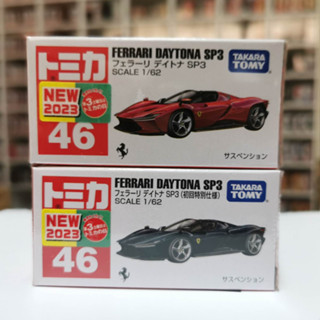 トミカ
NEW
2023
46
FERRARI DAYTONA SP3
フェラーリ デイトナ SP3
SCALE 1/62
TAKARA
TOMY
サスペンション
トミカ
NEW
2023
46
FERRARI DAYTONA SP3
フェラーリ デイトナ SP3 (初回特別仕様)
SCALE 1/62
TAKARA
TOMY
サスペンション